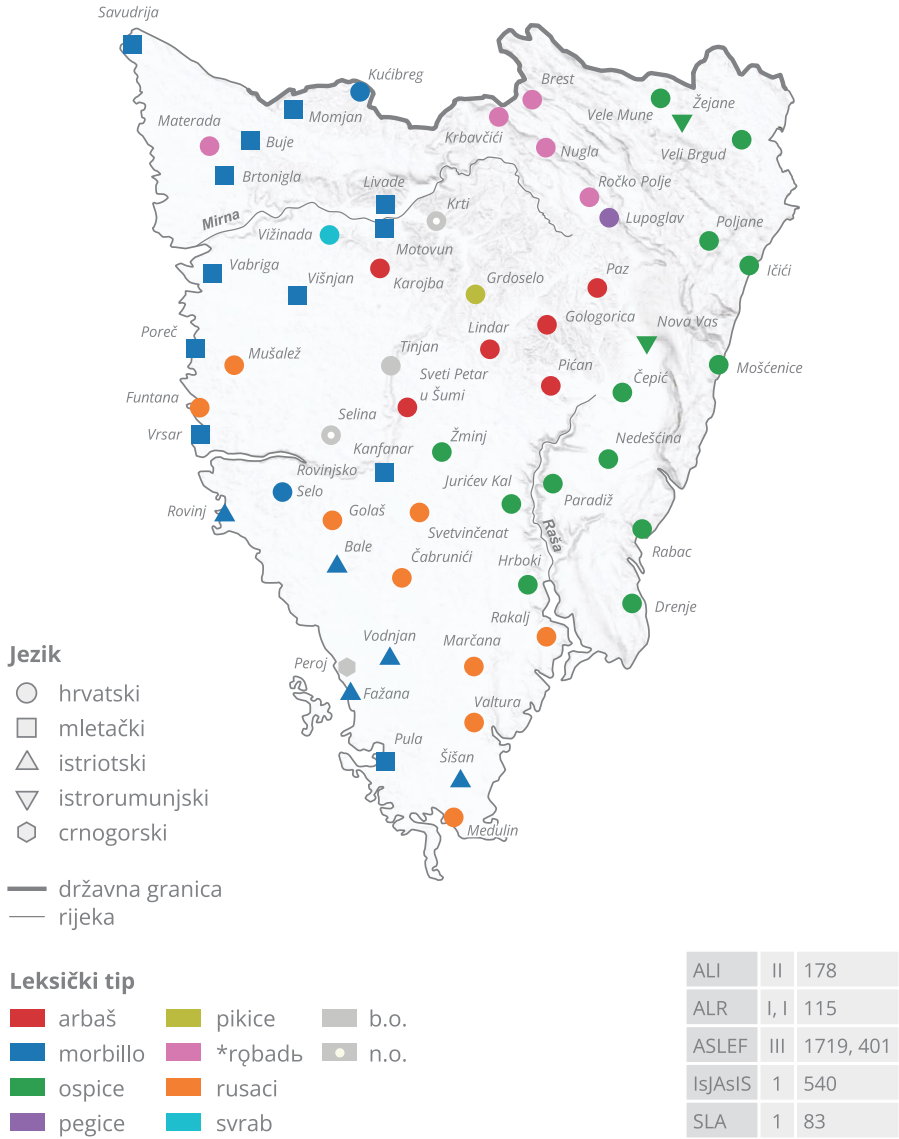 Savudrija
Kućibreg
Brest
Momjan
Vele Mune
Žejane
Materada
Buje
Krbavčići
Nugla
Veli Brgud
Brtonigla
Livade
Ročko Polje
Mirna
Krti
Lupoglav
Vižinada
Motovun
Poljane
Vabriga
Višnjan
Karojba
Grdoselo
Paz
Ičići
Poreč
Lindar
Gologorica
Nova Vas
Mušalež
Tinjan
Pićan
Mošćenice
Funtana
Sveti Petar
u Šumi
Čepić
Vrsar
Selina
Žminj
Nedešćina
Kanfanar
Rovinjsko
Selo
Jurićev Kal
Paradiž
Rovinj
Golaš
Svetvinčenat
Raša
Rabac
Bale
Čabrunići
Hrboki
Drenje
Rakalj
Vodnjan
Marčana
Peroj
Fažana
Valtura
Pula
Šišan
Medulin
Jezik
hrvatski
mletački
istriotski
istrorumunjski
crnogorski
državna granica
rijeka
Leksički tip
arbaš pikice b.o.
morbillo *rǫbadь n.o.
ospice rusaci
pegice svrab
ALI II 178
ALR I, I 115
ASLEF III 1719, 401
IsJAsIS 1 540
SLA 1 83